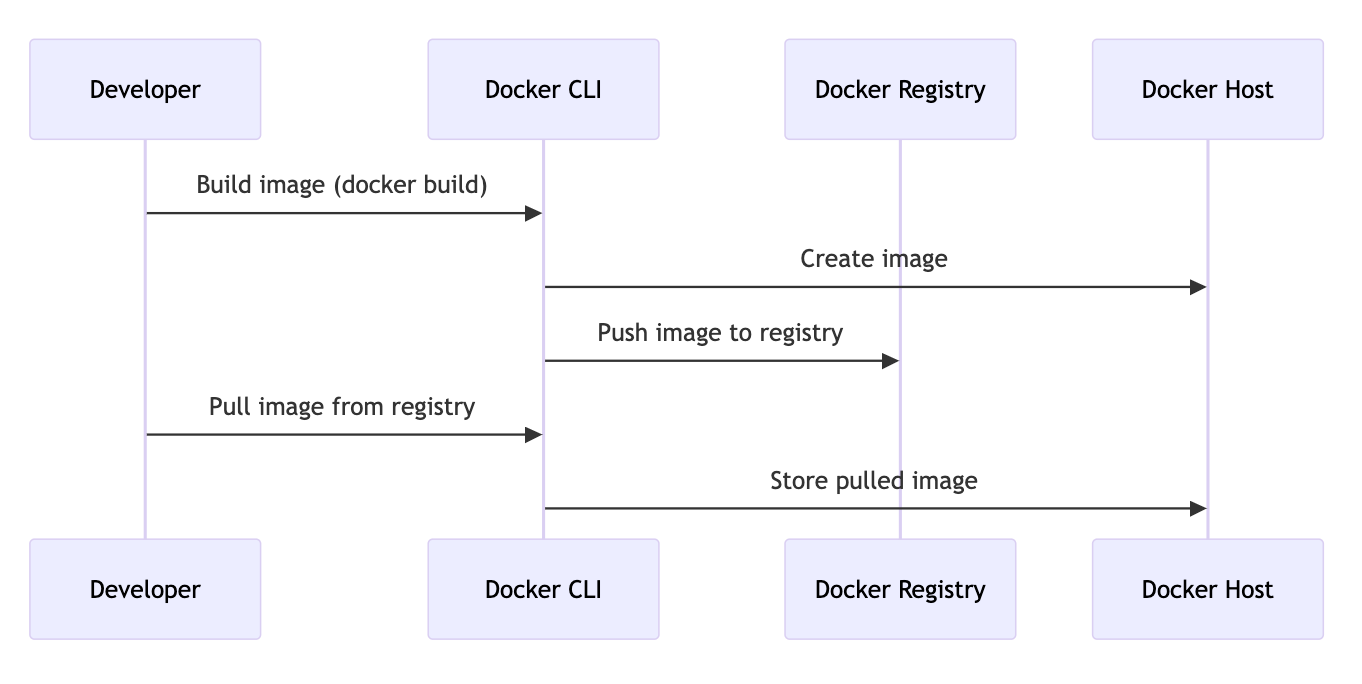 Developer
Docker CLI
Docker Registry
Docker Host
Build image (docker build)
Create image
Push image to registry
Pull image from registry
Store pulled image
Developer
Docker CLI
Docker Registry
Docker Host